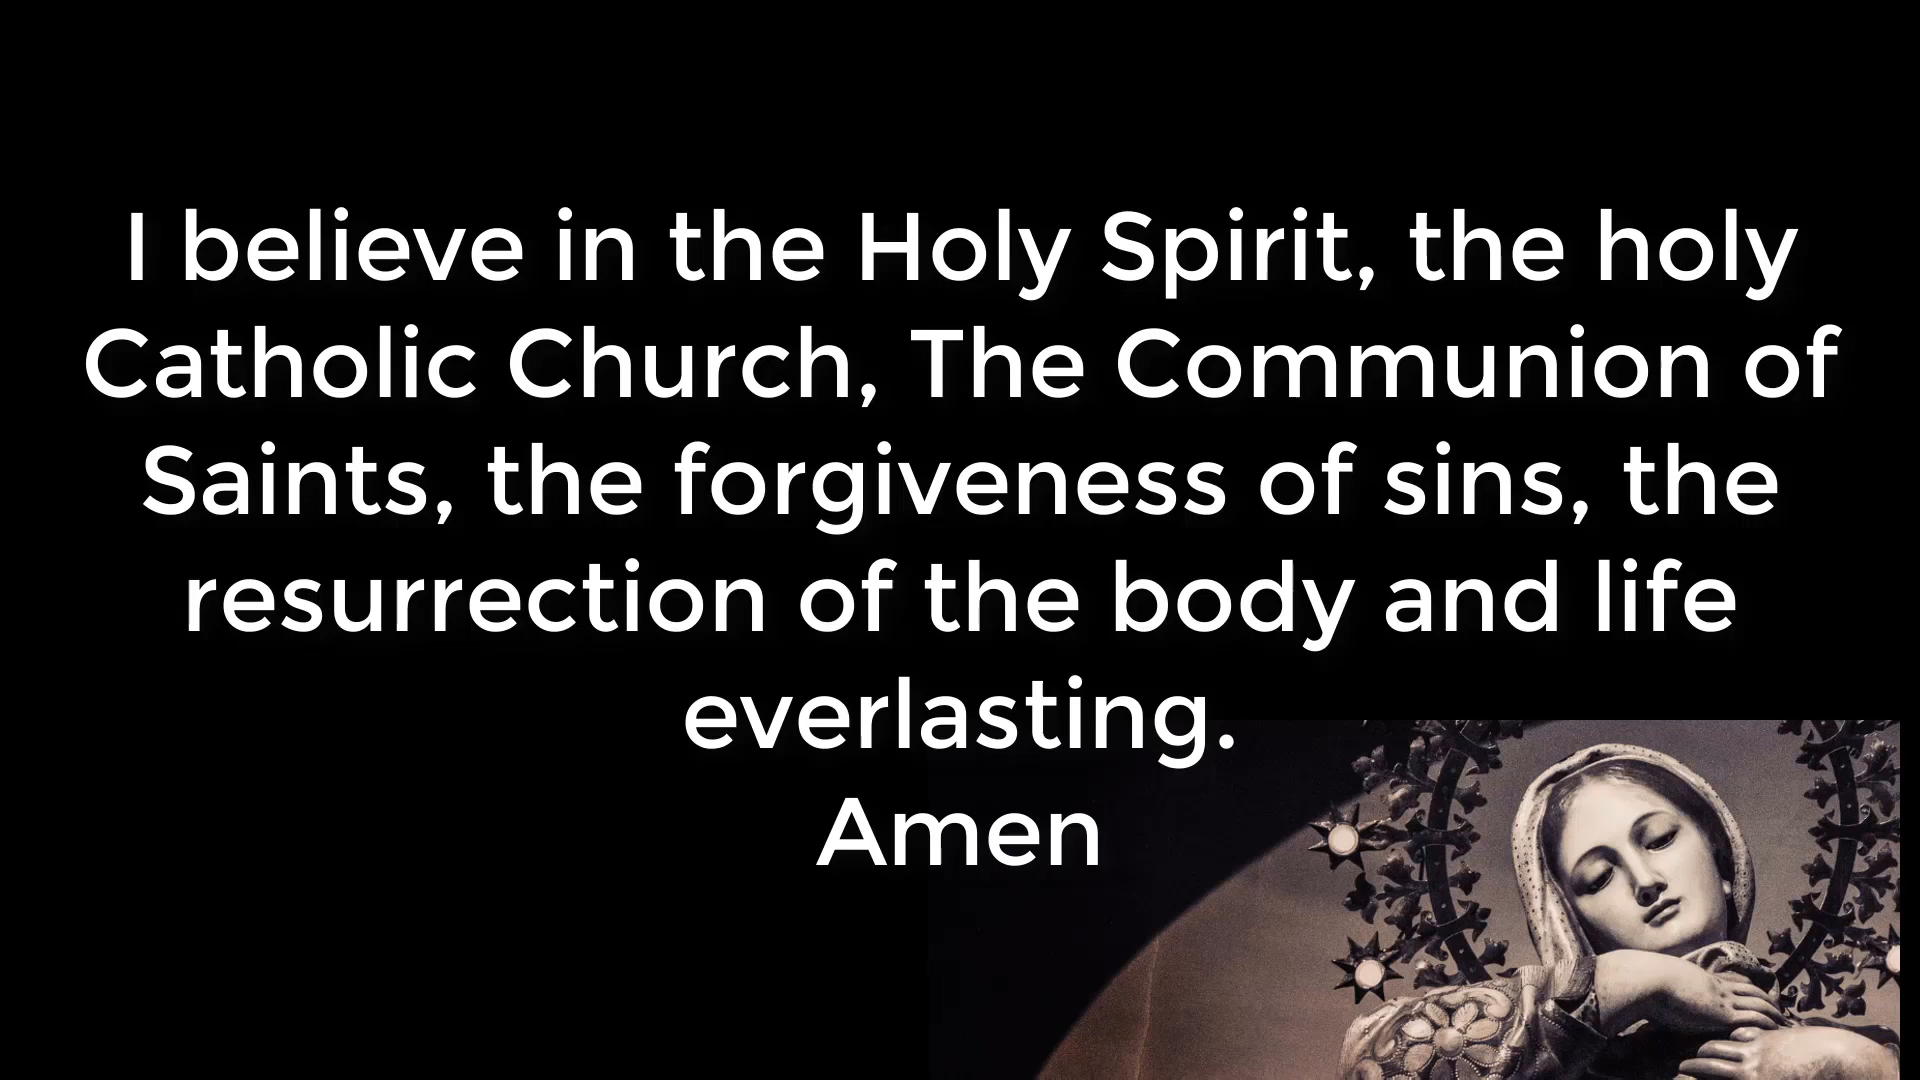 I believe in the Holy Spirit, the holy
Catholic Church, The Communion of
Saints, the forgiveness of sins, the
resurrection of the body and life
everlasting.
Amen